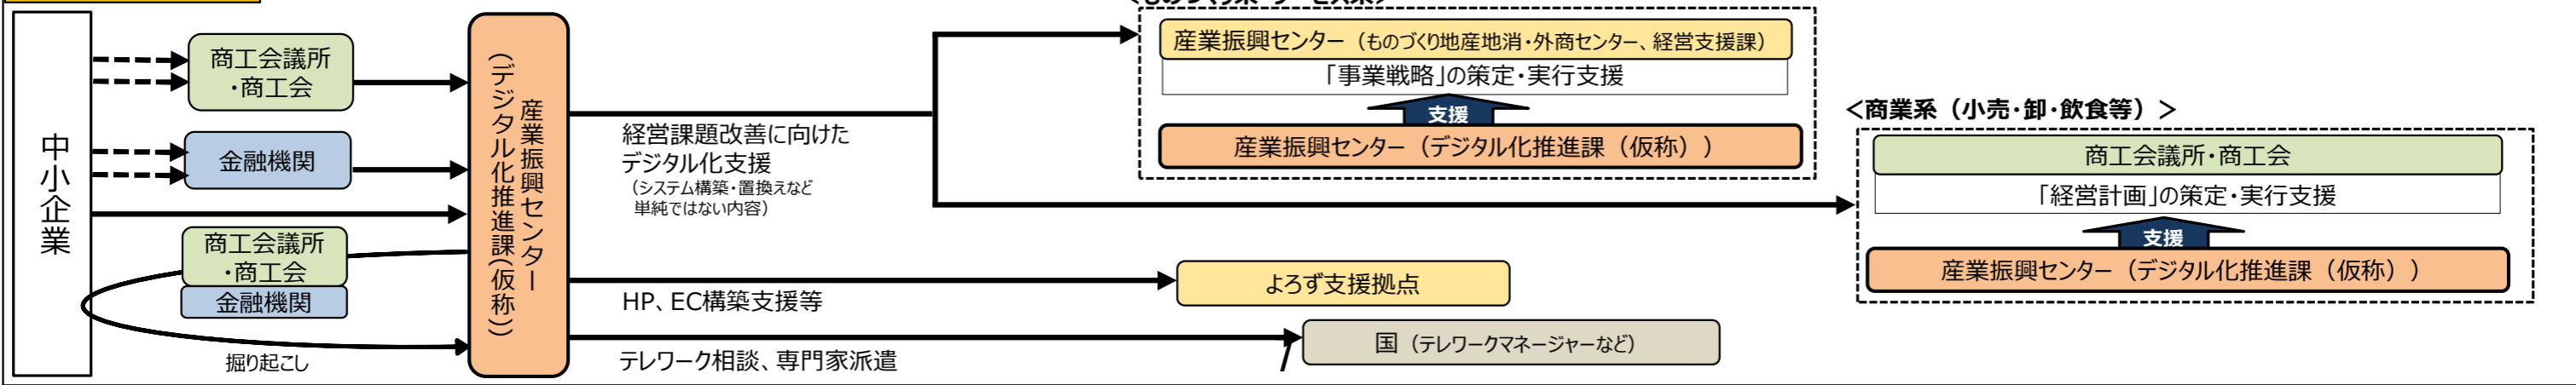 中小企業
商工会議所
・商工会
金融機関
商工会議所
・商工会
金融機関
掘り起こし
産業振興センター
(デジタル化推進課(仮称))
経営課題改善に向けた
デジタル化支援
(システム構築・置換えなど
単純ではない内容)
HP、EC構築支援等
テレワーク相談、専門家派遣
産業振興センター（ものづくり地産地消・外商センター、経営支援課）
「事業戦略」の策定・実行支援
支援
産業振興センター（デジタル化推進課（仮称））
よろず支援拠点
国（テレワークマネージャーなど）
＜商業系（小売・卸・飲食等）＞
商工会議所・商工会
「経営計画」の策定・実行支援
支援
産業振興センター（デジタル化推進課（仮称））